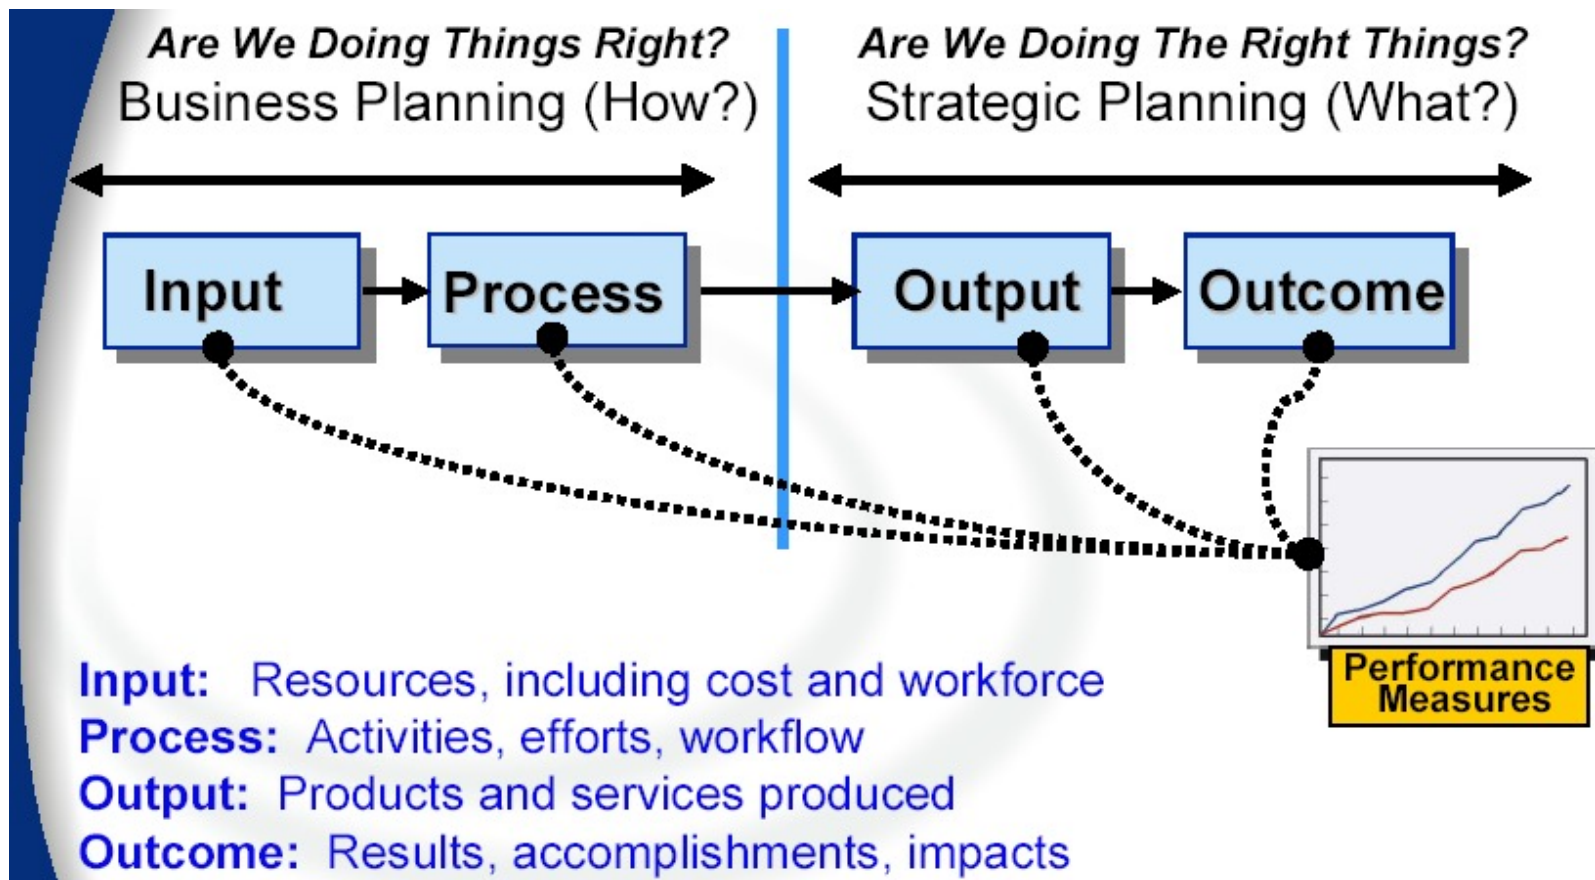 Are We Doing Things Right?
Business Planning (How?)
Are We Doing The Right Things?
Strategic Planning (What?)
Input
Process
Output
Outcome
Performance
Measures
Input: Resources, including cost and workforce
Process: Activities, efforts, workflow
Output: Products and services produced
Outcome: Results, accomplishments, impacts